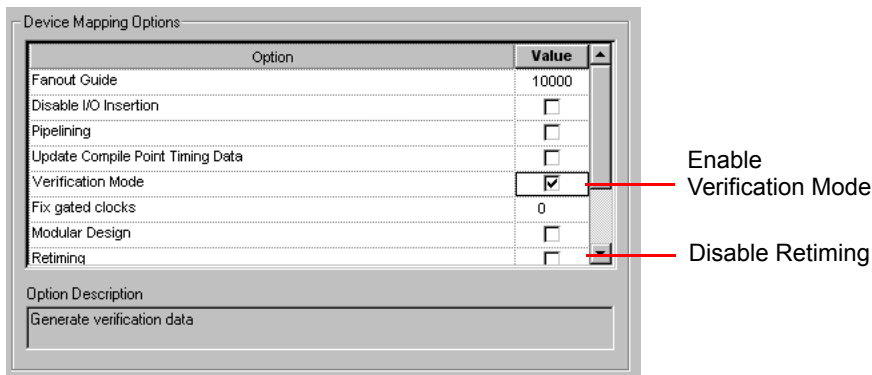 Device Mapping Options
Option Value
Fanout Guide 10000
Disable I/O Insertion
Pipelining
Update Compile Point Timing Data
Verification Mode
Fix gated clocks 0
Modular Design
Retiming
Enable
Verification Mode
Disable Retiming
Option Description
Generate verification data